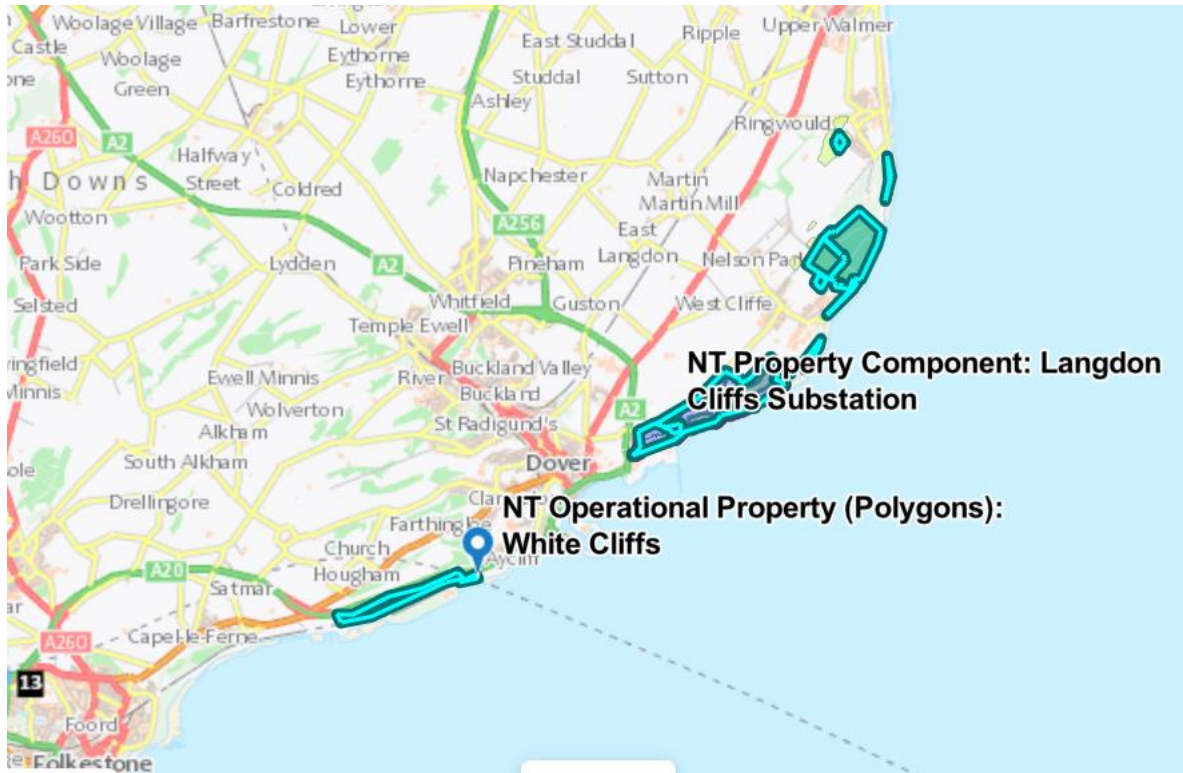 Woolage Village
Barfrestone
Lower
Eythorne
East Studdal
Ripple
Upper Walmer
Castle
Woolage
Green
Eythorne
Studdal
Sutton
Ashley
A260
A2
Halfway
Street
Ringwould
h Downs
Coldred
Napchester
Martin
Martin Mill
Wootton
A256
East
Langdon
Park Side
Lydden
A2
Pineham
Nelson Park
Selsted
Whitfield
Guston
West Cliffe
Temple Ewell
Minnis
Ewell Minnis
River
Buckland Valley
Buckland
NT Property Component: Langdon
Cliffs Substation
Wolverton
Alkham
St Radigund's
A2
South Alkham
Dover
Drellingore
NT Operational Property (Polygons):
White Cliffs
Church
Hougham
A20
Satmar
A260
Capel-le-Ferne
13
Foord
Folkestone